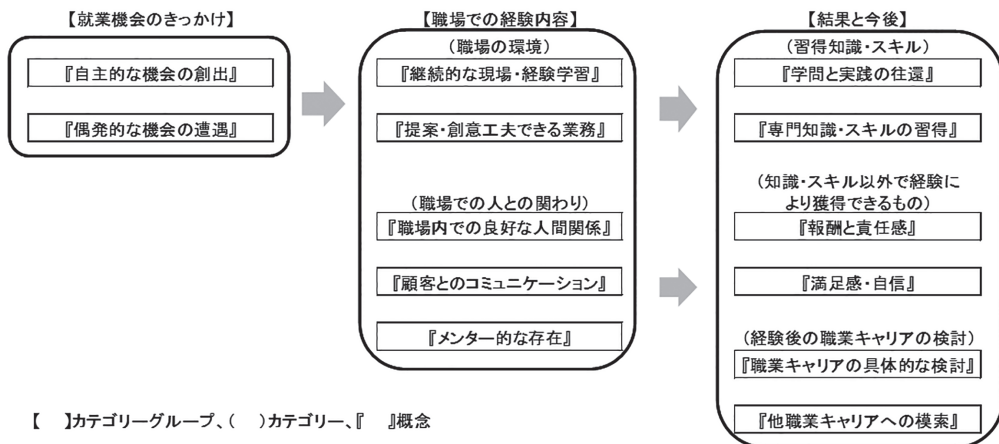 【就業機会のきっかけ】
『自主的な機会の創出』
『偶発的な機会の遭遇』
【職場での経験内容】
(職場の環境)
『継続的な現場・経験学習』
『提案・創意工夫できる業務』
(職場での人との関わり)
『職場内での良好な人間関係』
『顧客とのコミュニケーション』
『メンター的な存在』
【結果と今後】
(習得知識・スキル)
『学問と実践の往還』
『専門知識・スキルの習得』
(知識・スキル以外で経験に
より獲得できるもの)
『報酬と責任感』
『満足感・自信』
(経験後の職業キャリアの検討)
『職業キャリアの具体的な検討』
『他職業キャリアへの模索』
【　】カテゴリーグループ、(　)カテゴリー、『　』概念